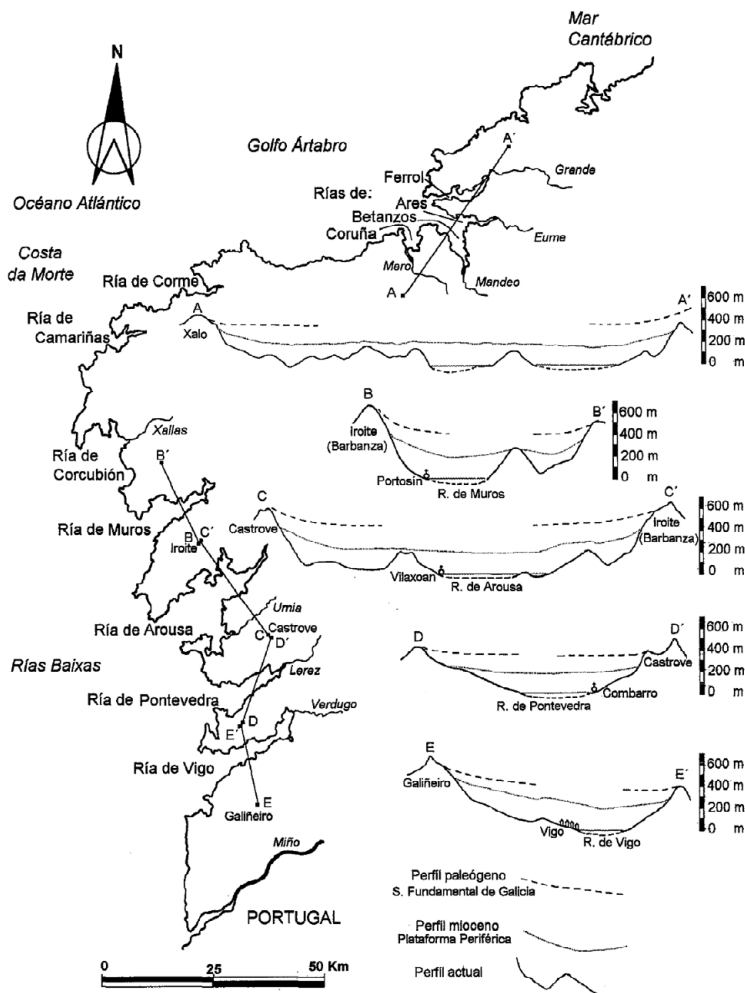 Mar
Cantábrico
N
Golfo Ártabro
A´
Grande
Ferrol
Rías de:
Ares
Betanzos
Coruña
Eume
Océano Atlántico
Costa
da Morte
Mero
Mandeo
A
Ría de Corme
Ría de
Camariñas
A
Xalo
A´
600 m
400 m
200 m
0 m
Xallas
Ría de
Corcubión
B´
B
Iroite
(Barbanza)
Portosín
R. de Muros
B´
600 m
400 m
200 m
0 m
Ría de Muros
B
C´
Iroite
C
Castrove
Vilaxoan
R. de Arousa
C´
Iroite
(Barbanza)
600 m
400 m
200 m
0 m
Umia
Ría de Arousa
C
Castrove
D´
Rías Baixas
Lerez
Ría de Pontevedra
Verdugo
D
E´
D
R. de Pontevedra
Combarro
D´
Castrove
600 m
400 m
200 m
0 m
Ría de Vigo
E
Galiñeiro
E
Galiñeiro
Vigo
R. de Vigo
E´
600 m
400 m
200 m
0 m
Miño
PORTUGAL
Perfil paleógeno
S. Fundamental de Galicia
Perfil mioceno
Plataforma Periférica
Perfil actual
0 25 50 Km